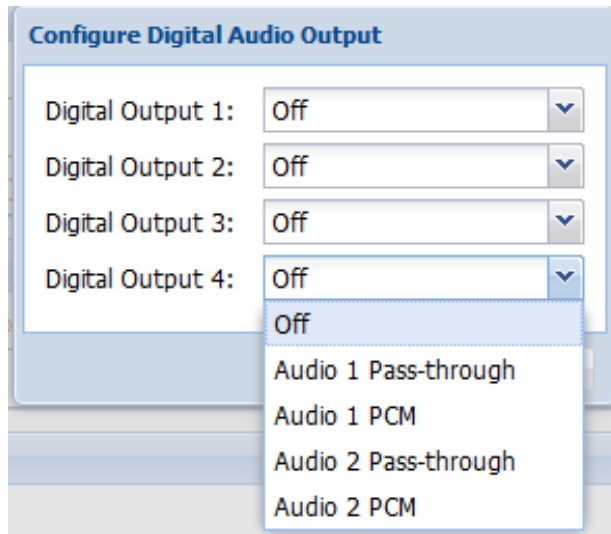 Configure Digital Audio Output
Digital Output 1: Off
Digital Output 2: Off
Digital Output 3: Off
Digital Output 4: Off
Off
Audio 1 Pass-through
Audio 1 PCM
Audio 2 Pass-through
Audio 2 PCM